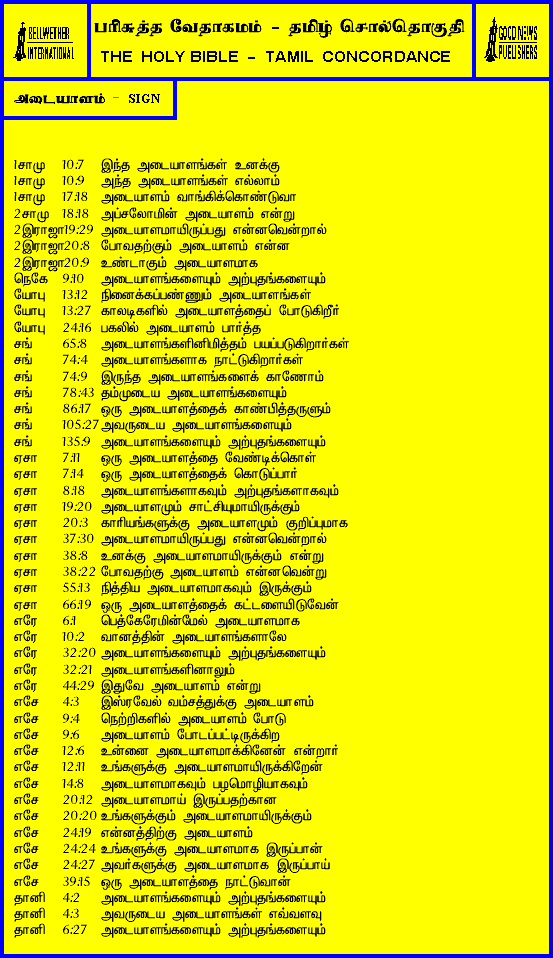 BELLWETHER
INTERNATIONAL
பரிசுத்த வேதாகமம் - தமிழ் சொல்தொகுதி
THE HOLY BIBLE - TAMIL CONCORDANCE
GOOD NEWS
PUBLISHERS
அடையாளம் - SIGN
1சாமு 10:7 இந்த அடையாளங்கள் உனக்கு
1சாமு 10:9 அந்த அடையாளங்கள் எல்லாம்
1சாமு 17:18 அடையாளம் வாங்கிக்கொண்டுவா
2சாமு 18:18 அப்சலோமின் அடையாளம் என்று
2இராஜா19:29 அடையாளமாயிருப்பது என்னவென்றால்
2இராஜா20:8 போவதற்கும் அடையாளம் என்ன
2இராஜா20:9 உண்டாகும் அடையாளமாக
நெகே 9:10 அடையாளங்களையும் அற்புதங்களையும்
யோபு 13:12 நினைக்கப்பண்ணும் அடையாளங்கள்
யோபு 13:27 காலடிகளில் அடையாளத்தைப் போடுகிறீர்
யோபு 24:16 பகலில் அடையாளம் பார்த்த
சங் 65:8 அடையாளங்களினிமித்தம் பயப்படுகிறார்கள்
சங் 74:4 அடையாளங்களாக நாட்டுகிறார்கள்
சங் 74:9 இருந்த அடையாளங்களைக் காணோம்
சங் 78:43 தம்முடைய அடையாளங்களையும்
சங் 86:17 ஒரு அடையாளத்தைக் காண்பித்தருளும்
சங் 105:27 அவருடைய அடையாளங்களையும்
சங் 135:9 அடையாளங்களையும் அற்புதங்களையும்
ஏசா 7:11 ஒரு அடையாளத்தை வேண்டிக்கொள்
ஏசா 7:14 ஒரு அடையாளத்தைக் கொடுப்பார்
ஏசா 8:18 அடையாளங்களாகவும் அற்புதங்களாகவும்
ஏசா 19:20 அடையாளமும் சாட்சியுமாயிருக்கும்
ஏசா 20:3 காரியங்களுக்கு அடையாளமும் குறிப்புமாக
ஏசா 37:30 அடையாளமாயிருப்பது என்னவென்றால்
ஏசா 38:8 உனக்கு அடையாளமாயிருக்கும் என்று
ஏசா 38:22 போவதற்கு அடையாளம் என்னவென்று
ஏசா 55:13 நித்திய அடையாளமாகவும் இருக்கும்
ஏசா 66:19 ஒரு அடையாளத்தைக் கட்டளையிடுவேன்
எரே 6:1 பெத்கேரேமின்மேல் அடையாளமாக
எரே 10:2 வானத்தின் அடையாளங்களாலே
எரே 32:20 அடையாளங்களையும் அற்புதங்களையும்
எரே 32:21 அடையாளங்களினாலும்
எரே 44:29 இதுவே அடையாளம் என்று
எசே 4:3 இஸ்ரவேல் வம்சத்துக்கு அடையாளம்
எசே 9:4 நெற்றிகளில் அடையாளம் போடு
எசே 9:6 அடையாளம் போடப்பட்டிருக்கிற
எசே 12:6 உன்னை அடையாளமாக்கினேன் என்றார்
எசே 12:11 உங்களுக்கு அடையாளமாயிருக்கிறேன்
எசே 14:8 அடையாளமாகவும் பழமொழியாகவும்
எசே 20:12 அடையாளமாய் இருப்பதற்கான
எசே 20:20 உங்களுக்கும் அடையாளமாயிருக்கும்
எசே 24:19 என்னத்திற்கு அடையாளம்
எசே 24:24 உங்களுக்கு அடையாளமாக இருப்பான்
எசே 24:27 அவர்களுக்கு அடையாளமாக இருப்பாய்
எசே 39:15 ஒரு அடையாளத்தை நாட்டுவான்
தானி 4:2 அடையாளங்களையும் அற்புதங்களையும்
தானி 4:3 அவருடைய அடையாளங்கள் எவ்வளவு
தானி 6:27 அடையாளங்களையும் அற்புதங்களையும்